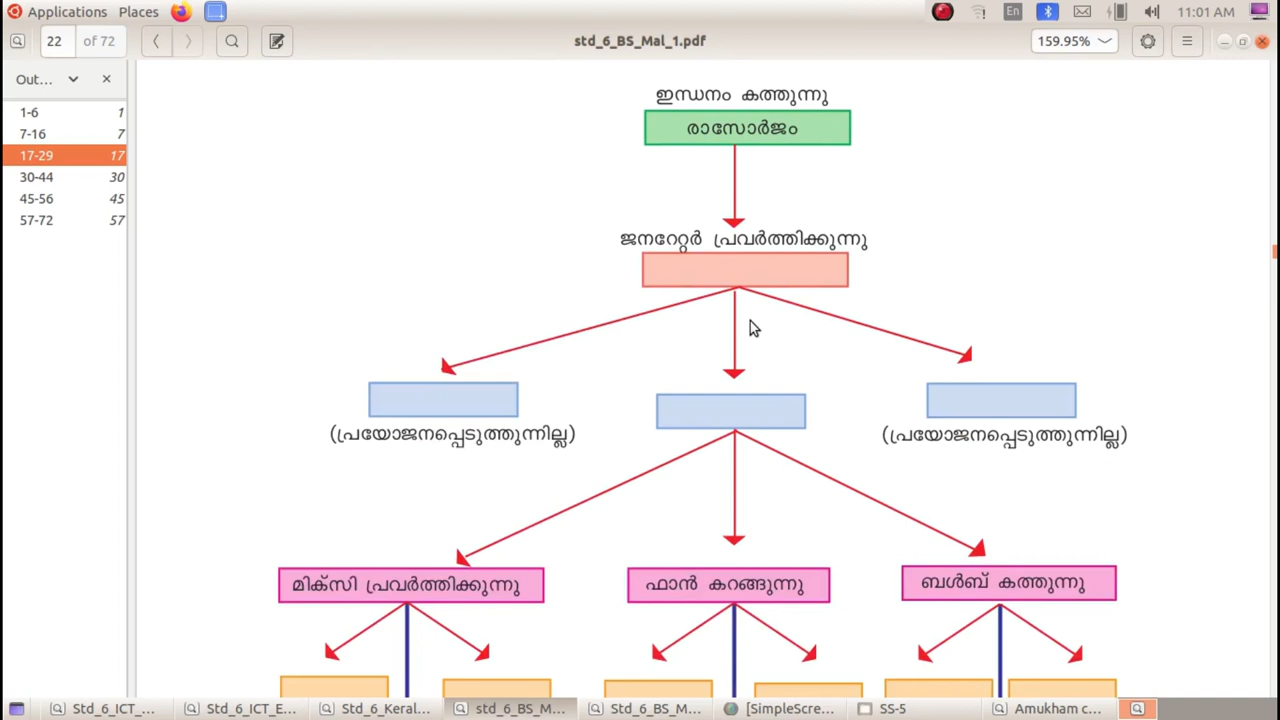 Applications Places En 11:01 AM
22 of 72 std_6_BS_Mal_1.pdf 159.95%
Out...
1-6 1
7-16 7
17-29 17
30-44 30
45-56 45
57-72 57
ഇന്ധനം കത്തുന്നു
രാസോർജം
ജനറേറ്റർ പ്രവർത്തിക്കുന്നു
(പ്രയോജനപ്പെടുത്തുന്നില്ല) (പ്രയോജനപ്പെടുത്തുന്നില്ല)
മിക്സി പ്രവർത്തിക്കുന്നു ഫാൻ കറങ്ങുന്നു ബൾബ് കത്തുന്നു
Std_6_ICT_... Std_6_ICT_E... Std_6_Keral... std_6_BS_M... Std_6_BS_M... [SimpleScre... SS-5 Amukham c...